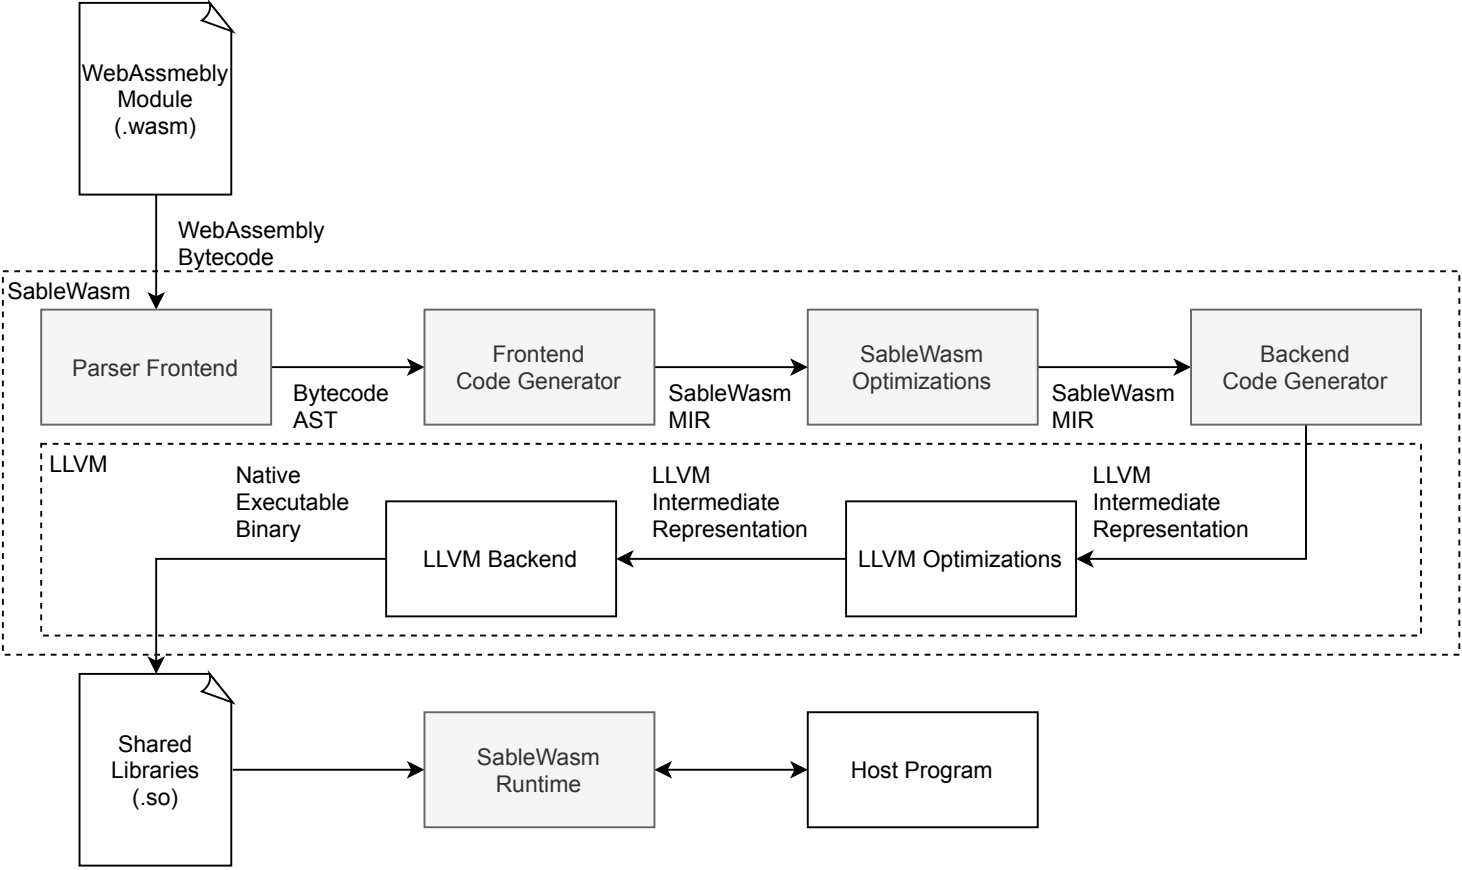 WebAssmebly
Module
(.wasm)
WebAssembly
Bytecode
SableWasm
Parser Frontend
Bytecode
AST
Frontend
Code Generator
SableWasm
MIR
SableWasm
Optimizations
SableWasm
MIR
Backend
Code Generator
LLVM
Native
Executable
Binary
LLVM Backend
LLVM
Intermediate
Representation
LLVM Optimizations
LLVM
Intermediate
Representation
Shared
Libraries
(.so)
SableWasm
Runtime
Host Program